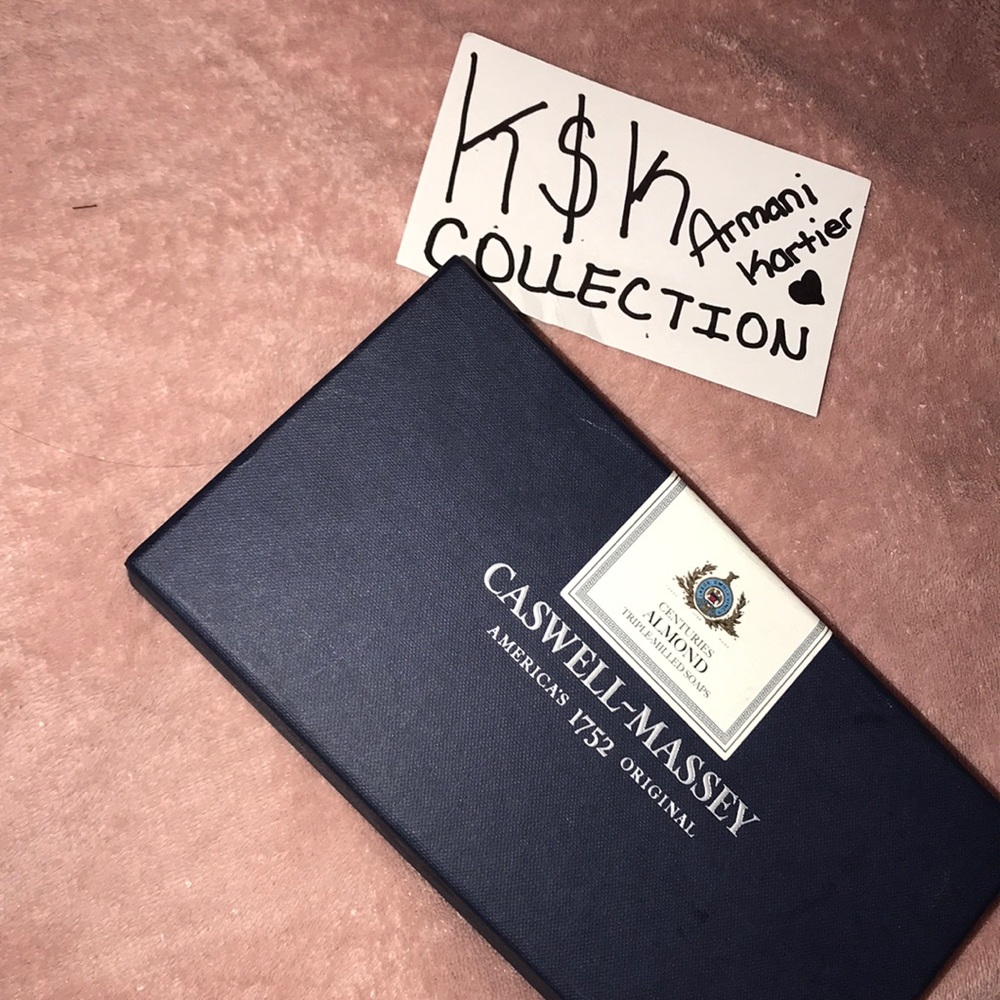 K$K
Armani
Kartier
COLLECTION
CENTURIES
ALMOND
TRIPLE-MILLED SOAPS
CASWELL~MASSEY
AMERICA'S 1752 ORIGINAL